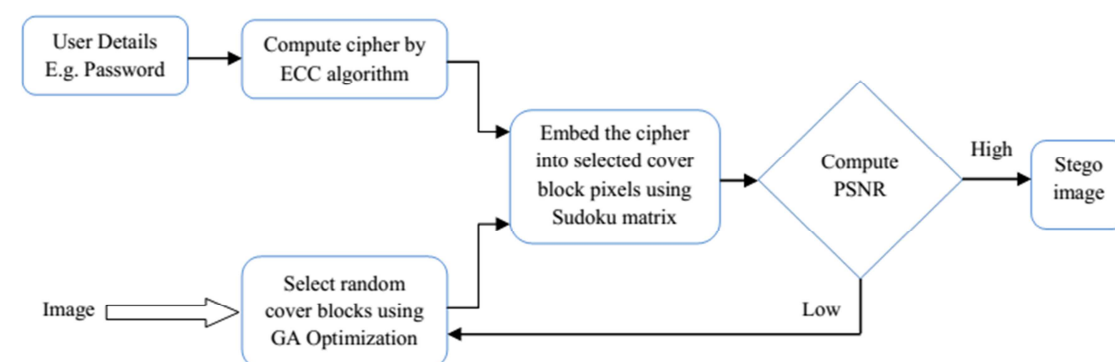 User Details
E.g. Password
Compute cipher by
ECC algorithm
Embed the cipher
into selected cover
block pixels using
Sudoku matrix
Compute
PSNR
High
Stego
image
Image
Select random
cover blocks using
GA Optimization
Low